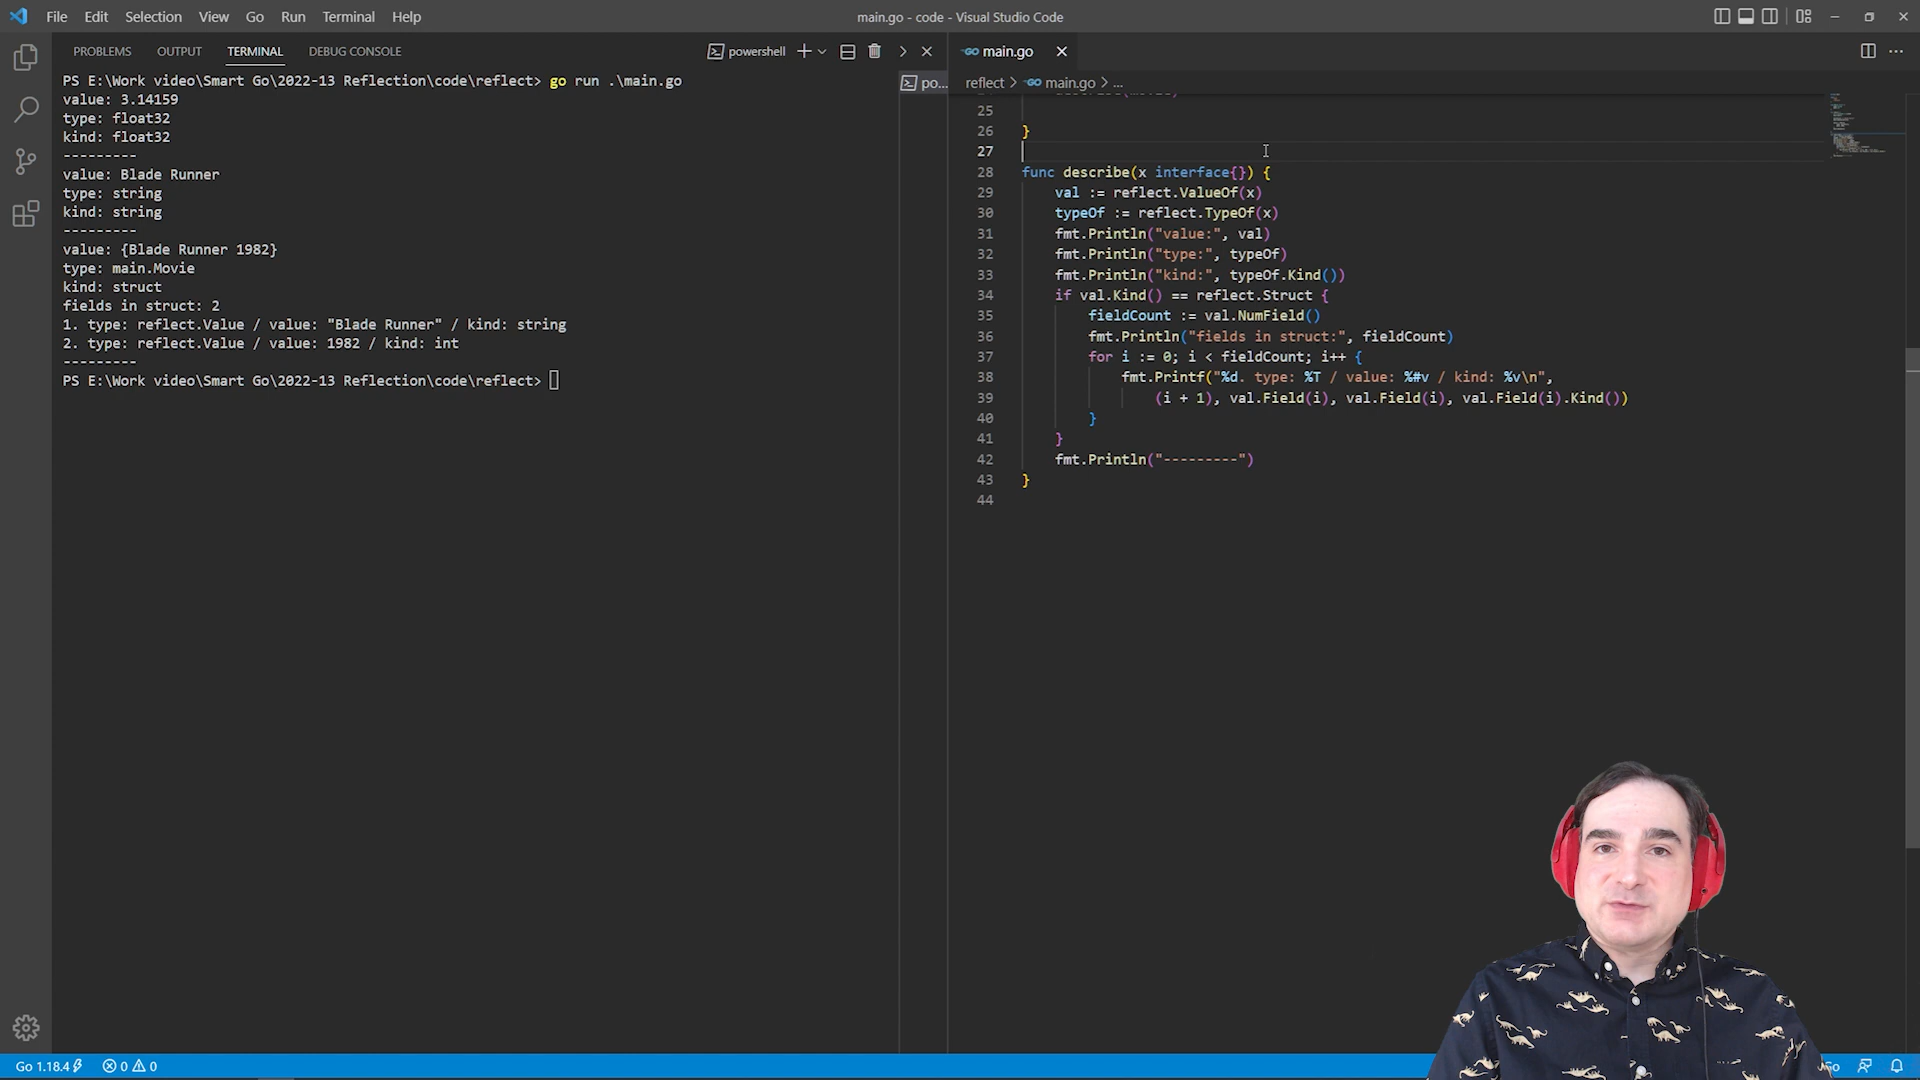 File Edit Selection View Go Run Terminal Help
main.go - code - Visual Studio Code
PROBLEMS OUTPUT TERMINAL DEBUG CONSOLE
powershell
PS E:\Work video\Smart Go\2022-13 Reflection\code\reflect> go run .\main.go
value: 3.14159
type: float32
kind: float32
---------
value: Blade Runner
type: string
kind: string
---------
value: {Blade Runner 1982}
type: main.Movie
kind: struct
fields in struct: 2
1. type: reflect.Value / value: "Blade Runner" / kind: string
2. type: reflect.Value / value: 1982 / kind: int
---------
PS E:\Work video\Smart Go\2022-13 Reflection\code\reflect>
po...
main.go
reflect > main.go > ...
25
26 }
27
28 func describe(x interface{}) {
29 val := reflect.ValueOf(x)
30 typeOf := reflect.TypeOf(x)
31 fmt.Println("value:", val)
32 fmt.Println("type:", typeOf)
33 fmt.Println("kind:", typeOf.Kind())
34 if val.Kind() == reflect.Struct {
35 fieldCount := val.NumField()
36 fmt.Println("fields in struct:", fieldCount)
37 for i := 0; i < fieldCount; i++ {
38 fmt.Printf("%d. type: %T / value: %#v / kind: %v\n",
39 (i + 1), val.Field(i), val.Field(i), val.Field(i).Kind())
40 }
41 }
42 fmt.Println("---------")
43 }
44
Go 1.18.4 0 0